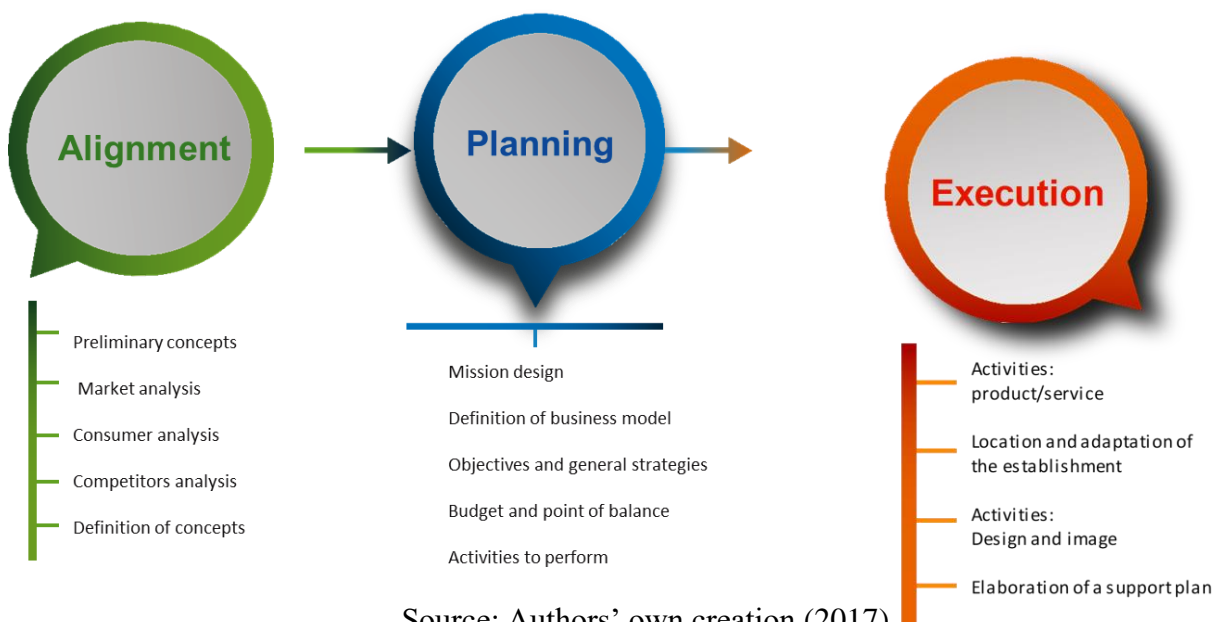 Alignment
Preliminary concepts
Market analysis
Consumer analysis
Competitors analysis
Definition of concepts
Planning
Mission design
Definition of business model
Objectives and general strategies
Budget and point of balance
Activities to perform
Execution
Activities:
product/service
Location and adaptation of
the establishment
Activities:
Design and image
Elaboration of a support plan
Source: Authors' own creation (2017)